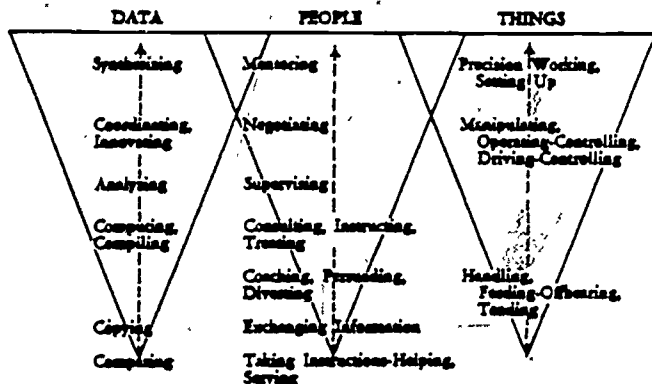 DATA
Synthesizing
Coordinating,
Innovating
Analyzing
Computing,
Compiling
Copying
Comparing
PEOPLE
Mentoring
Negotiating
Supervising
Consulting, Instructing,
Treating
Coaching, Persuading,
Diverting
Exchanging Information
Taking Instructions-Helping,
Serving
THINGS
Precision Working,
Setting Up
Manipulating,
Operating-Controlling,
Driving-Controlling
Handling,
Feeding-Offbearing,
Tending